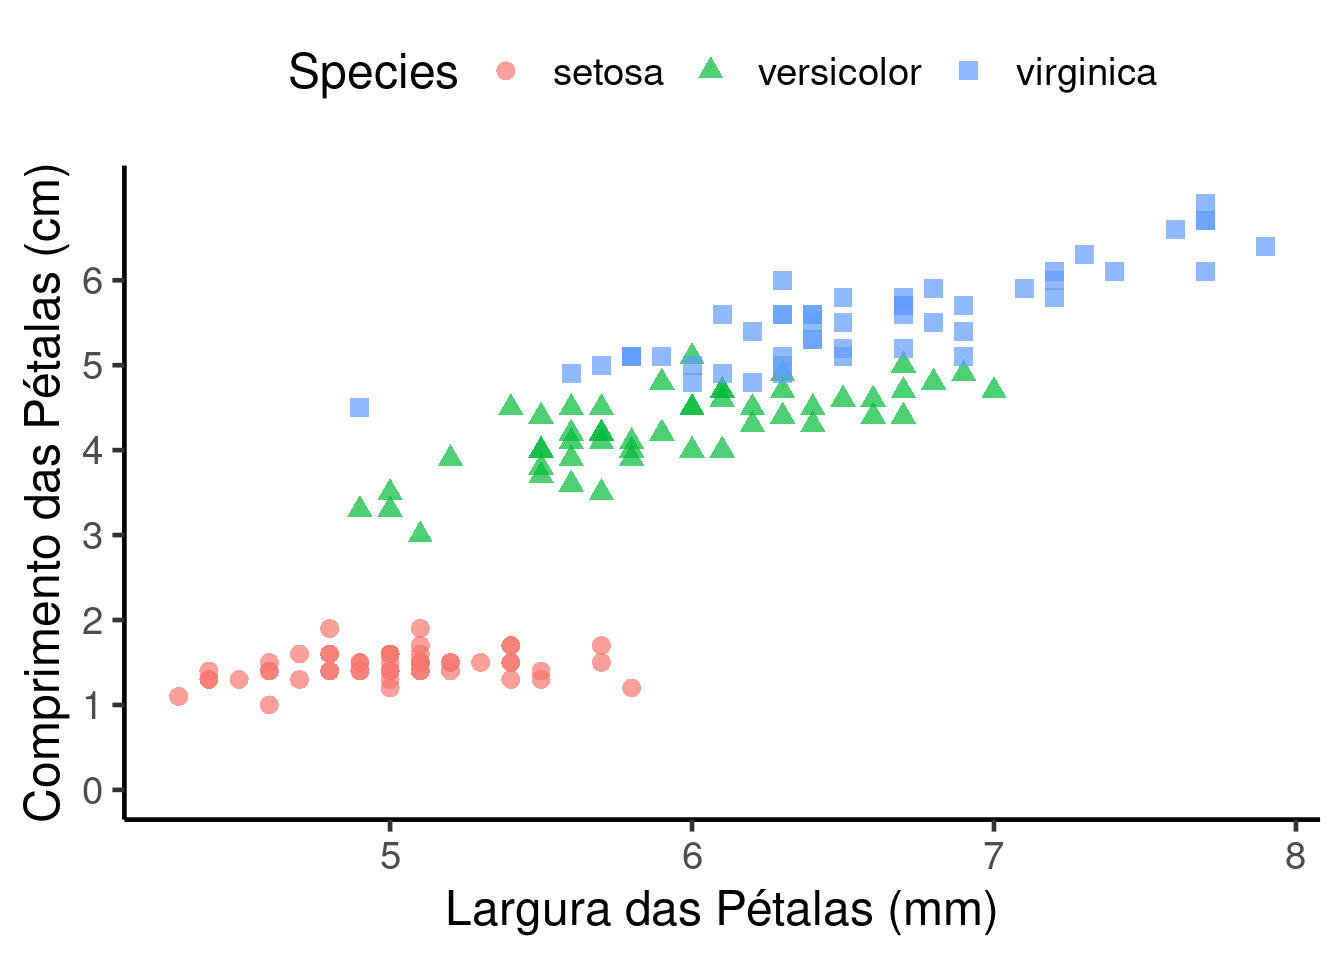 Species setosa versicolor virginica
Comprimento das Pétalas (cm)
6
5
4
3
2
1
0
5 6 7 8
Largura das Pétalas (mm)